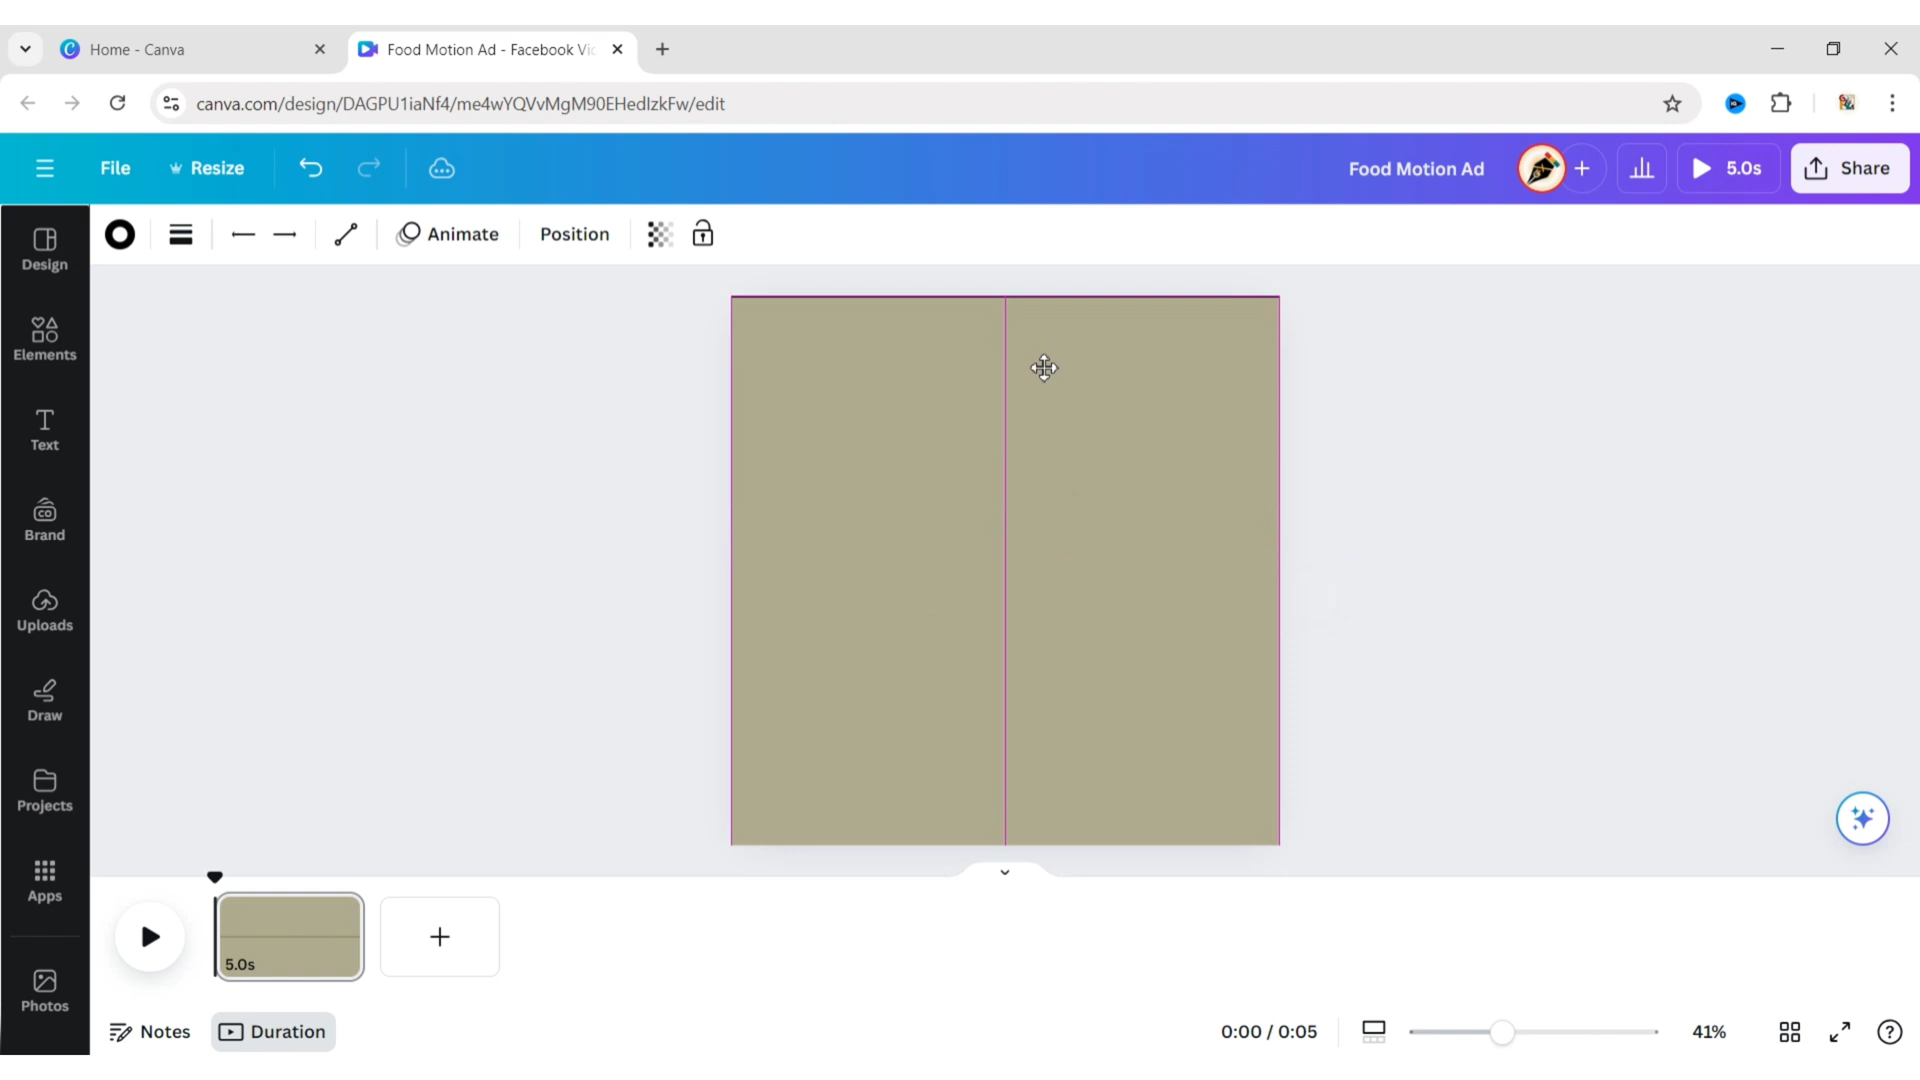 Home - Canva
Food Motion Ad - Facebook Vic
canva.com/design/DAGPU1iaNf4/me4wYQVvMgM90EHedlzkFw/edit
File
Resize
Food Motion Ad
5.0s
Share
Animate
Position
Design
Elements
Text
Brand
Uploads
Draw
Projects
Apps
Photos
5.0s
Notes
Duration
0:00 / 0:05
41%